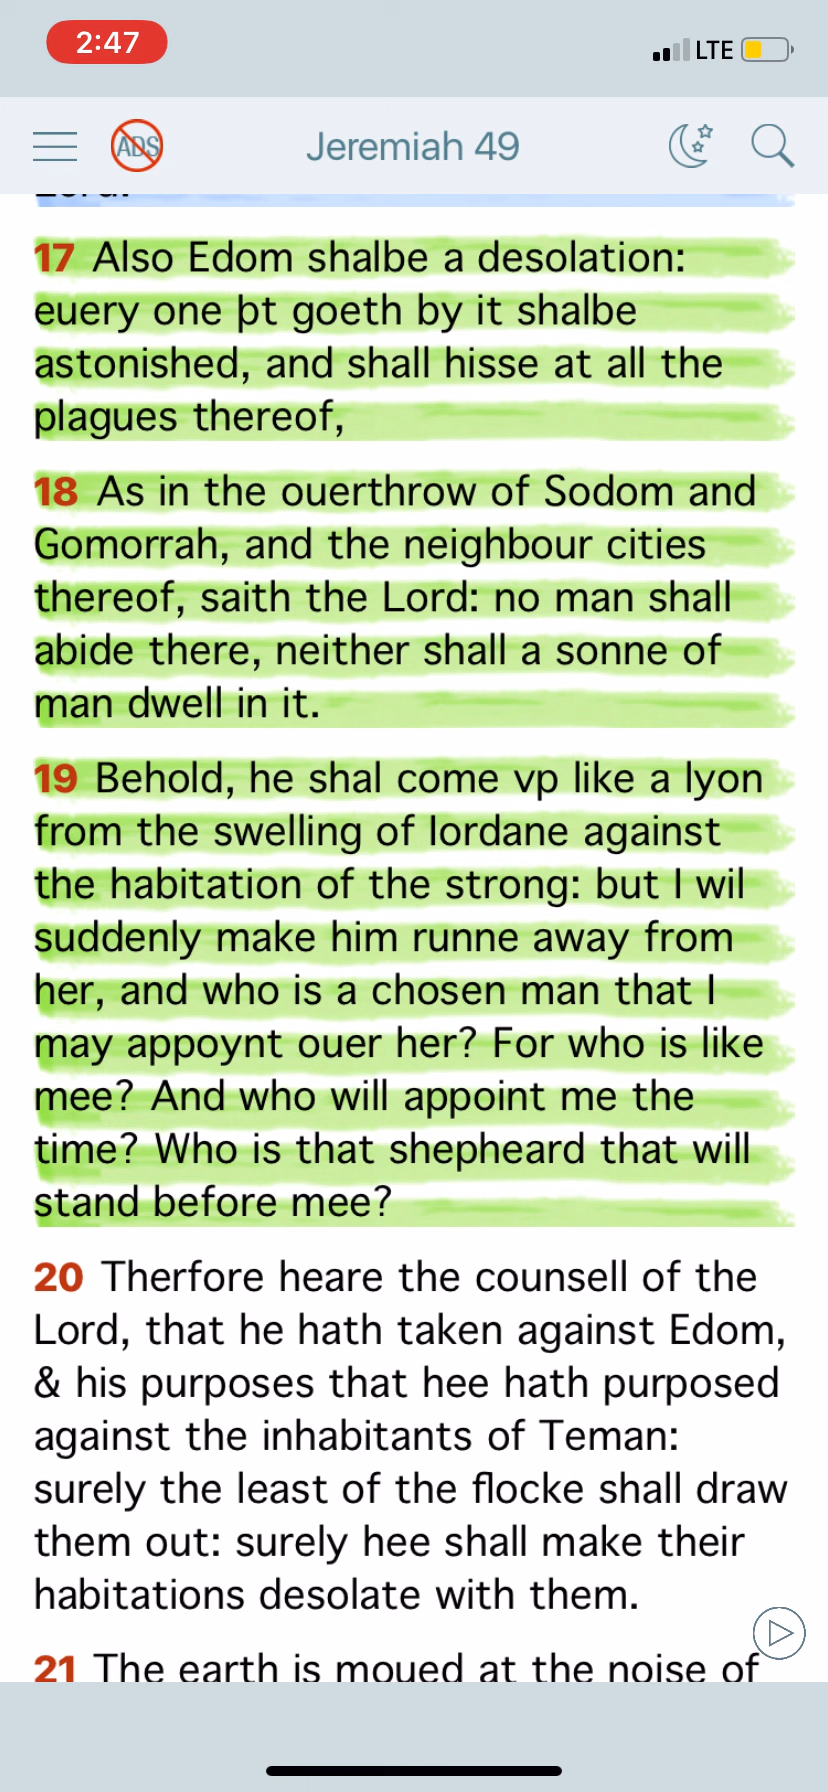 2:47
LTE
ADS
Jeremiah 49
Lord.
17 Also Edom shalbe a desolation:
euery one þt goeth by it shalbe
astonished, and shall hisse at all the
plagues thereof,
18 As in the ouerthrow of Sodom and
Gomorrah, and the neighbour cities
thereof, saith the Lord: no man shall
abide there, neither shall a sonne of
man dwell in it.
19 Behold, he shal come vp like a lyon
from the swelling of Iordane against
the habitation of the strong: but I wil
suddenly make him runne away from
her, and who is a chosen man that I
may appoynt ouer her? For who is like
mee? And who will appoint me the
time? Who is that shepheard that will
stand before mee?
20 Therfore heare the counsell of the
Lord, that he hath taken against Edom,
& his purposes that hee hath purposed
against the inhabitants of Teman:
surely the least of the flocke shall draw
them out: surely hee shall make their
habitations desolate with them.
21 The earth is moued at the noise of